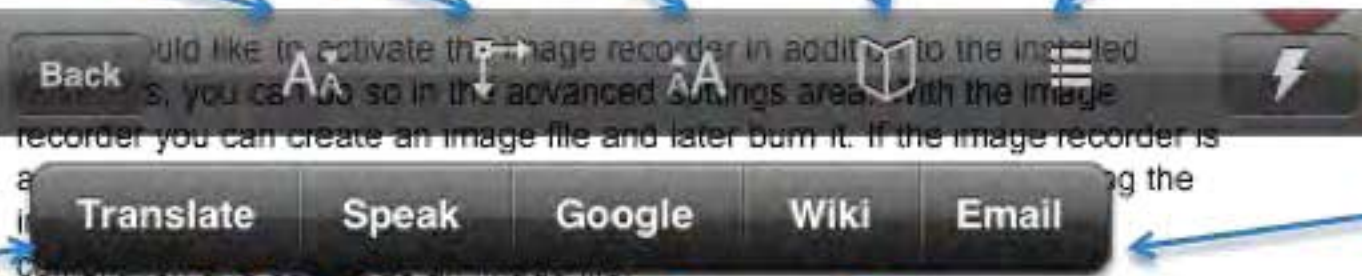 uld like to activate the image recorder in addition to the installed
Back
s, you can do so in the advanced settings area. With the image
recorder you can create an image file and later burn it. If the image recorder is
the
Translate Speak Google Wiki Email